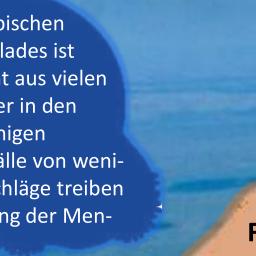 pischen
lades ist
t aus vielen
er in den
nigen
älle von weni-
chläge treiben
ng der Men-
F